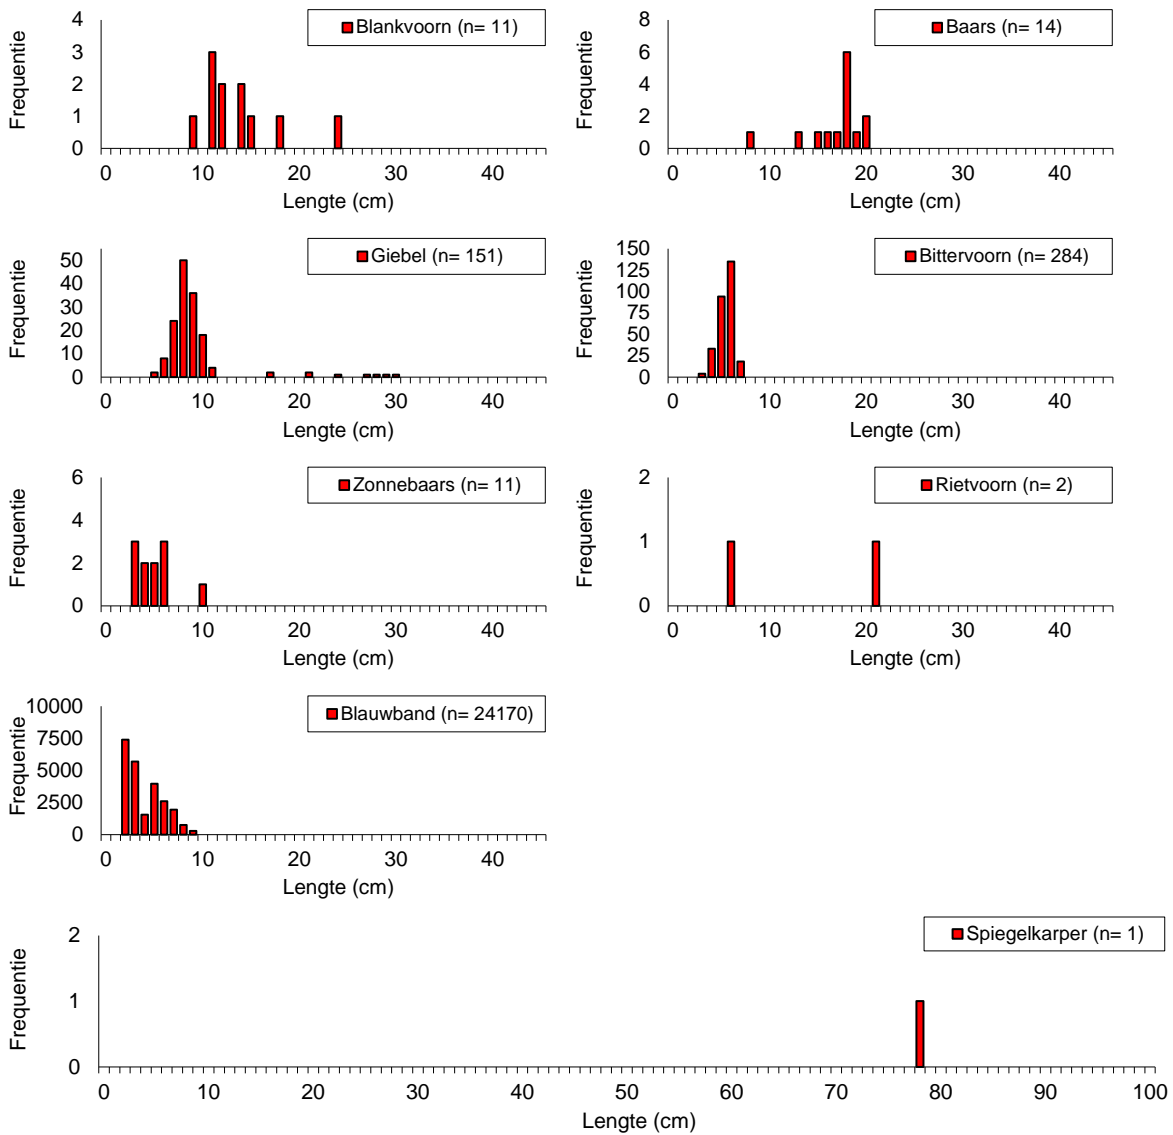 Blankvoorn (n= 11)
Frequentie
4
3
2
1
0
0 10 20 30 40
Lengte (cm)
Baars (n= 14)
Frequentie
8
6
4
2
0
0 10 20 30 40
Lengte (cm)
Giebel (n= 151)
Frequentie
50
40
30
20
10
0
0 10 20 30 40
Lengte (cm)
Bittervoorn (n= 284)
Frequentie
150
125
100
75
50
25
0
0 10 20 30 40
Lengte (cm)
Zonnebaars (n= 11)
Frequentie
6
4
2
0
0 10 20 30 40
Lengte (cm)
Rietvoorn (n= 2)
Frequentie
2
1
0
0 10 20 30 40
Lengte (cm)
Blauwband (n= 24170)
Frequentie
10000
7500
5000
2500
0
0 10 20 30 40
Lengte (cm)
Spiegelkarper (n= 1)
Frequentie
2
1
0
0 10 20 30 40 50 60 70 80 90 100
Lengte (cm)